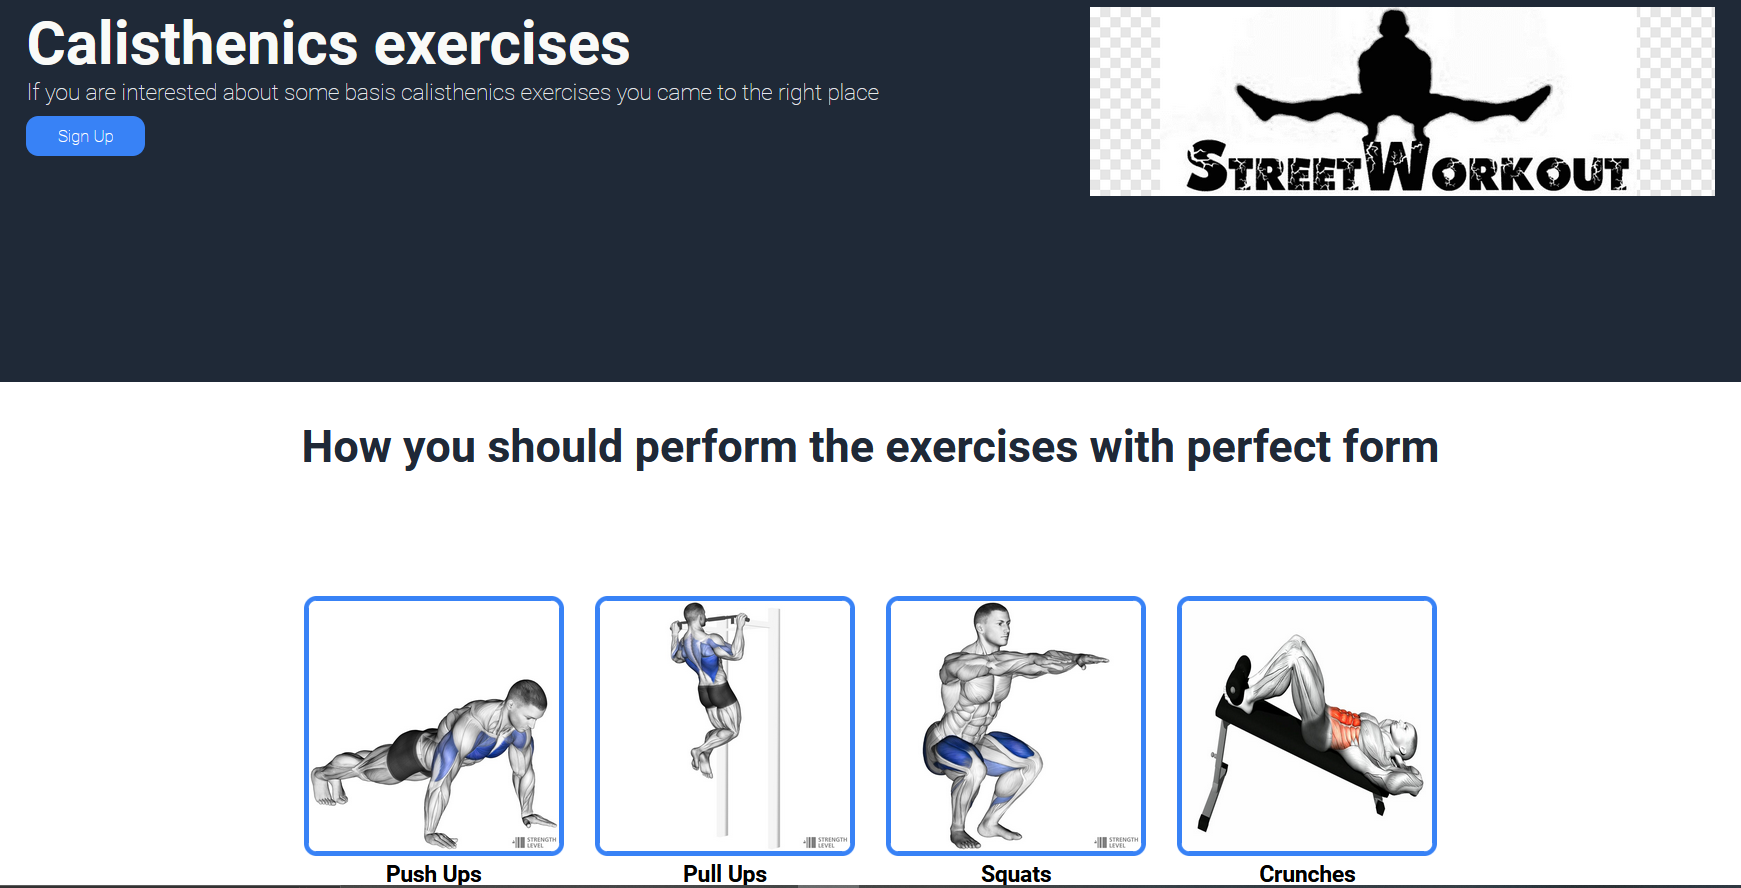 Calisthenics exercises
If you are interested about some basis calisthenics exercises you came to the right place
Sign Up
STREETWORKOUT
How you should perform the exercises with perfect form
STRENGTH
LEVEL
STRENGTH
LEVEL
STRENGTH
LEVEL
Push Ups
Pull Ups
Squats
Crunches